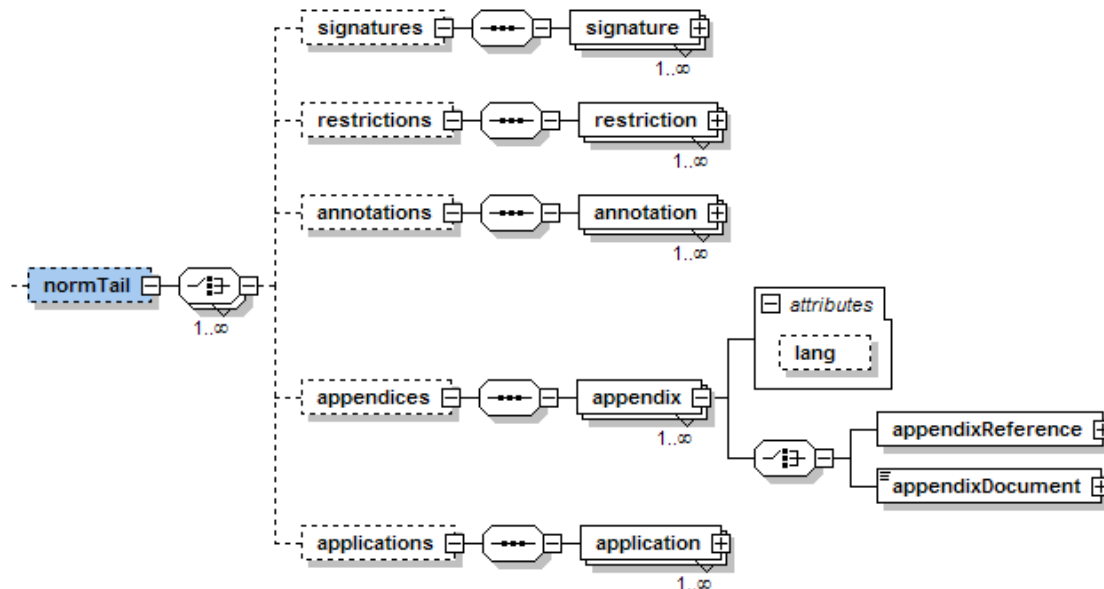 signatures
signature
1..∞
restrictions
restriction
1..∞
annotations
annotation
1..∞
normTail
1..∞
attributes
lang
appendices
appendix
1..∞
appendixReference
appendixDocument
applications
application
1..∞